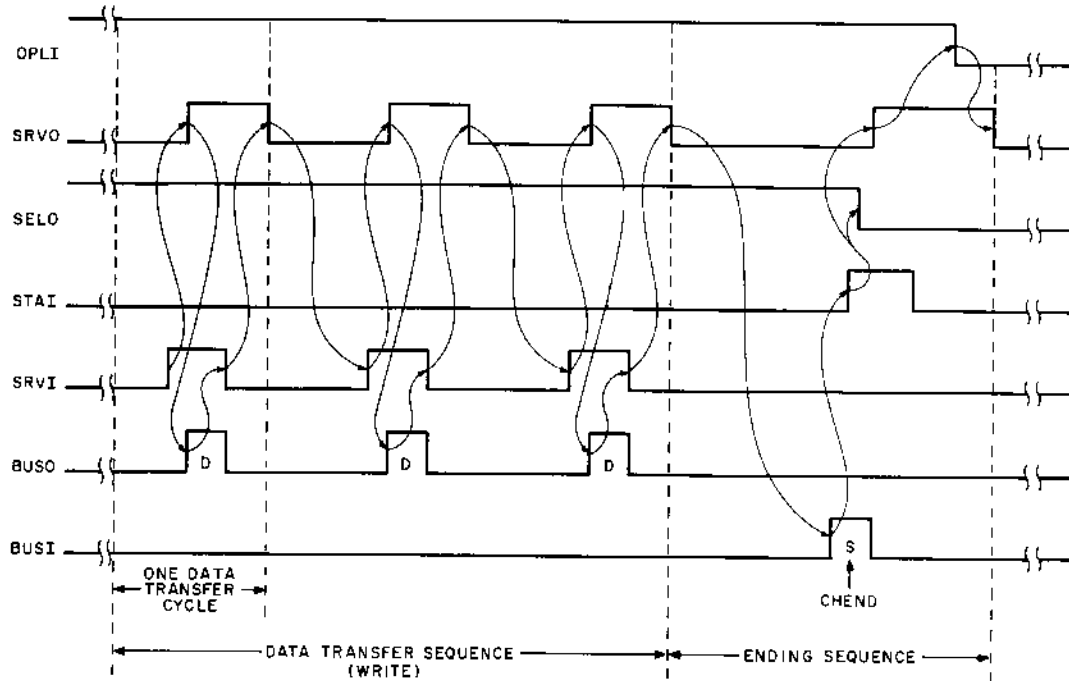 OPLI
SRVO
SELO
STAI
SRVI
BUSO
D
D
D
BUSI
S
CHEND
ONE DATA
TRANSFER
CYCLE
DATA TRANSFER SEQUENCE
(WRITE)
ENDING SEQUENCE